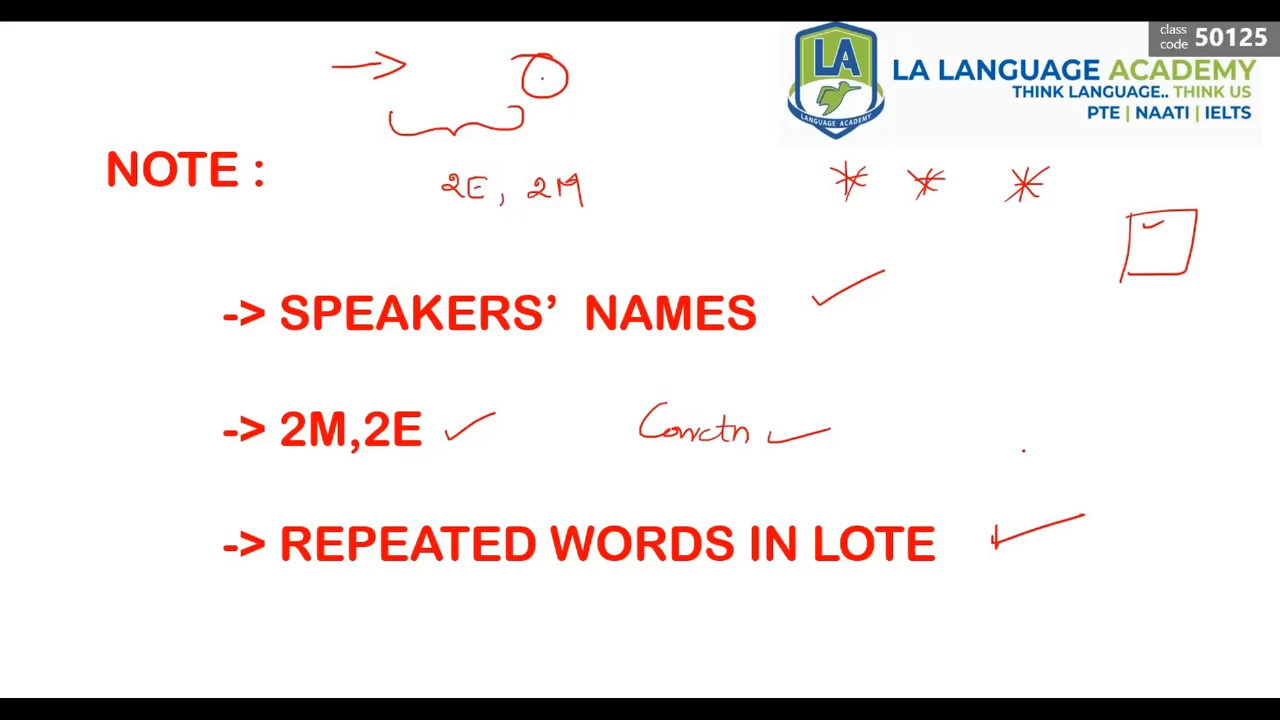 class code 50125
LA
LANGUAGE ACADEMY
LA LANGUAGE ACADEMY
THINK LANGUAGE.. THINK US
PTE | NAATI | IELTS
NOTE :
2E, 2M
-> SPEAKERS’ NAMES
-> 2M,2E
-> REPEATED WORDS IN LOTE